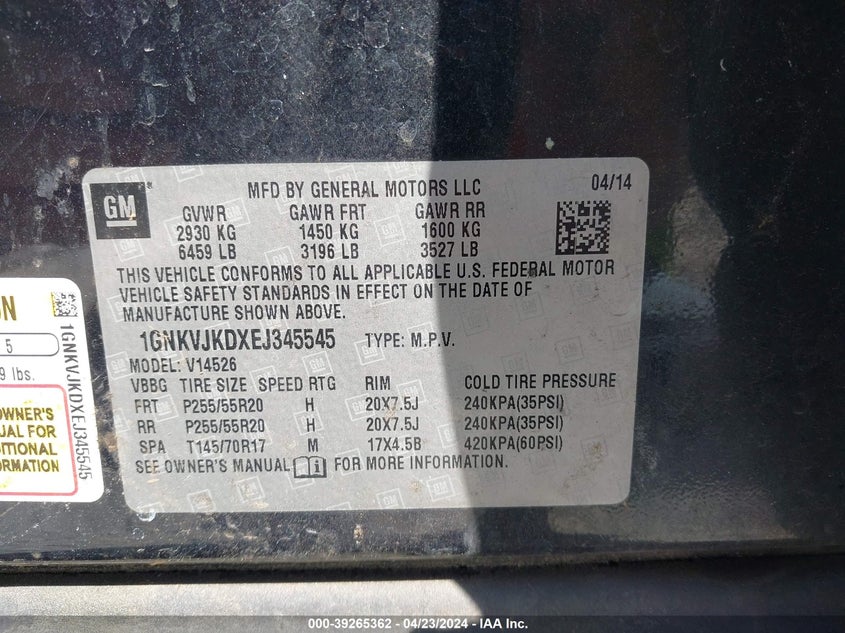 GM
MFD BY GENERAL MOTORS LLC 04/14
GVWR GAWR FRT GAWR RR
2930 KG 1450 KG 1600 KG
6459 LB 3196 LB 3527 LB
THIS VEHICLE CONFORMS TO ALL APPLICABLE U.S. FEDERAL MOTOR
VEHICLE SAFETY STANDARDS IN EFFECT ON THE DATE OF
MANUFACTURE SHOWN ABOVE.
1GNKVJKDXEJ345545 TYPE: M.P.V.
MODEL: V14526
VBBG TIRE SIZE SPEED RTG RIM COLD TIRE PRESSURE
FRT P255/55R20 H 20X7.5J 240KPA(35PSI)
RR P255/55R20 H 20X7.5J 240KPA(35PSI)
SPA T145/70R17 M 17X4.5B 420KPA(60PSI)
SEE OWNER'S MANUAL FOR MORE INFORMATION.
ON
5
9 lbs.
OWNER'S
UAL FOR
DITIONAL
ORMATION
1GNKVJKDXEJ345545
000-39265362 / 04/23/2024 / IAA Inc.